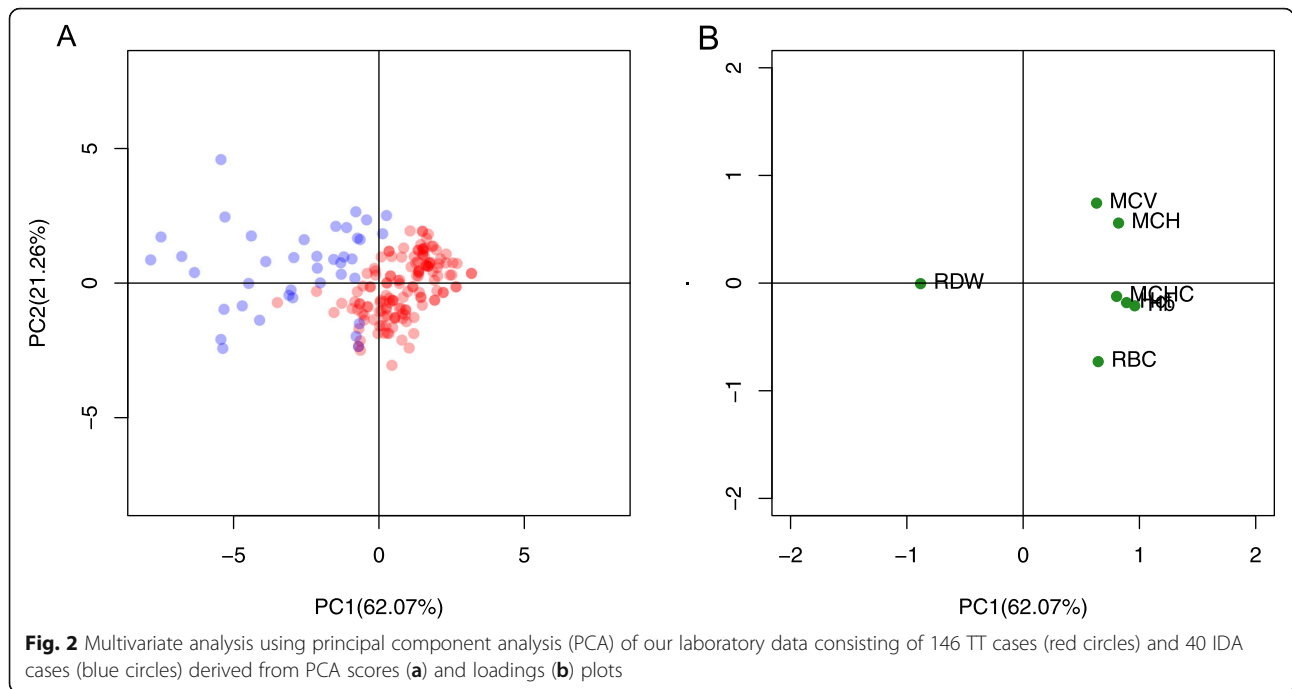 A
B
5
0
−5
PC2(21.26%)
−5
0
5
PC1(62.07%)
2
1
0
−1
−2
MCV
MCH
RDW
MCHC
Hb
RBC
−2
−1
0
1
2
PC1(62.07%)
Fig. 2 Multivariate analysis using principal component analysis (PCA) of our laboratory data consisting of 146 TT cases (red circles) and 40 IDA
cases (blue circles) derived from PCA scores (a) and loadings (b) plots